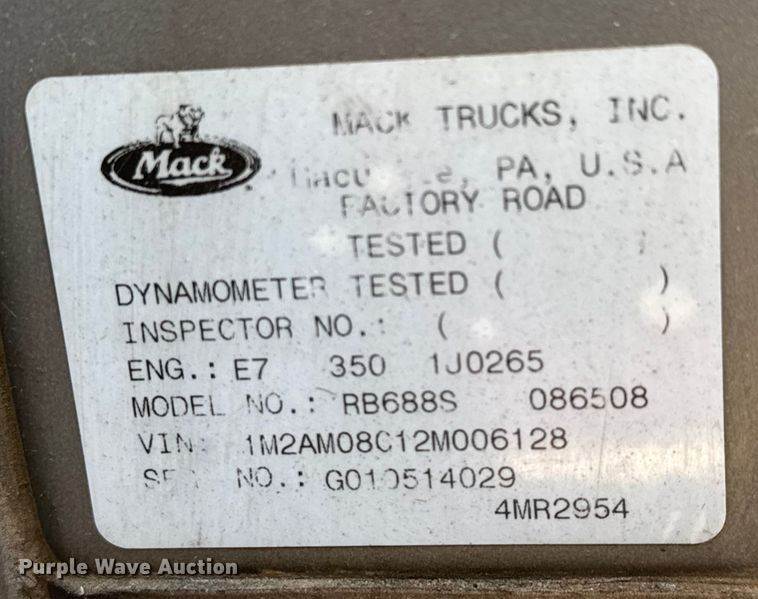 Mack
MACK TRUCKS, INC.
PA, U.S.A
FACTORY ROAD
TESTED (
DYNAMOMETER TESTED ( )
INSPECTOR NO.: ( )
ENG.: E7 350 1J0265
MODEL NO.: RB688S 086508
VIN: 1M2AM08C12M006128
NO.: G010514029
4MR2954
Purple Wave Auction